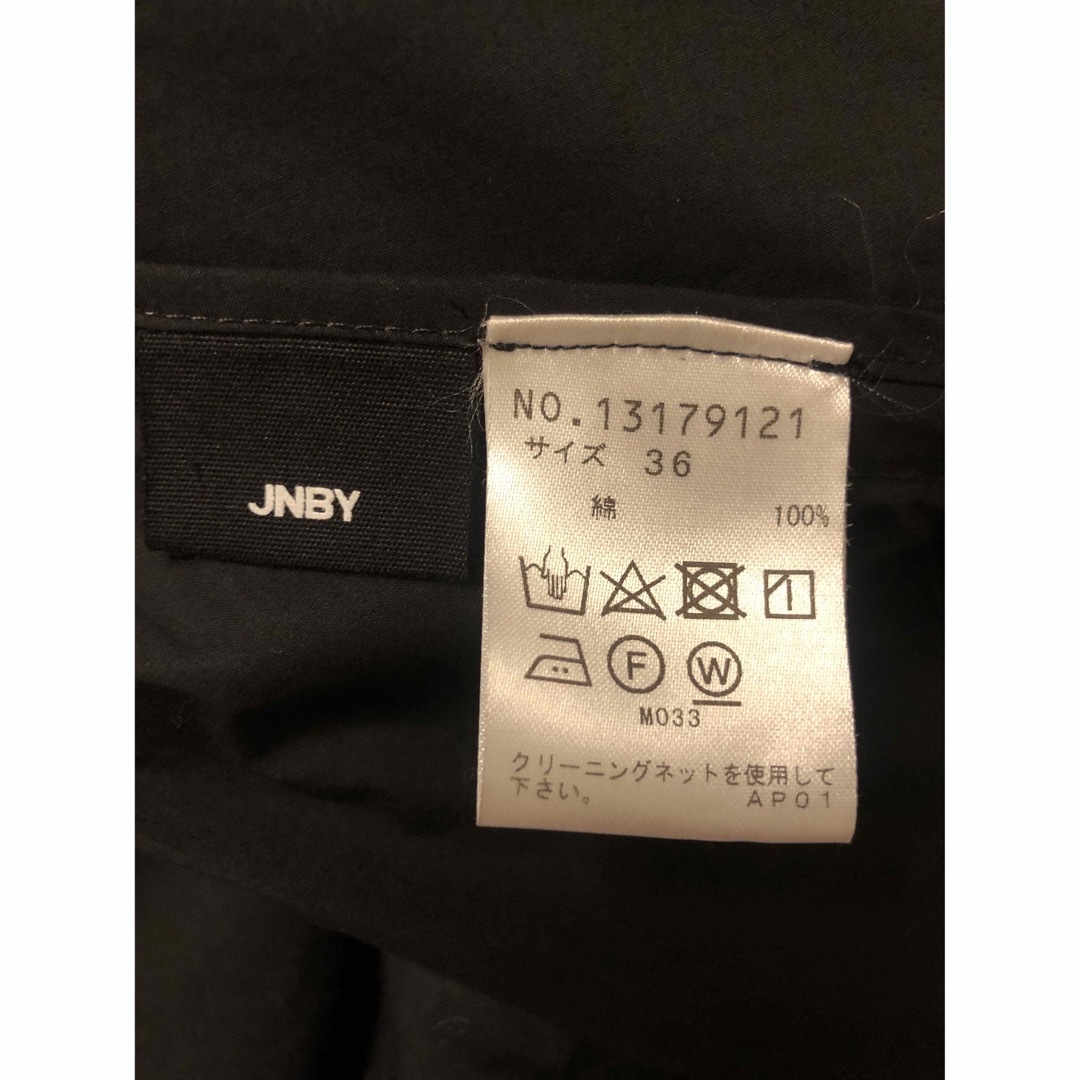 JNBY
NO.13179121
サイズ 36
綿 100%
F W
M033
クリーニングネットを使用して
下さい。 AP01